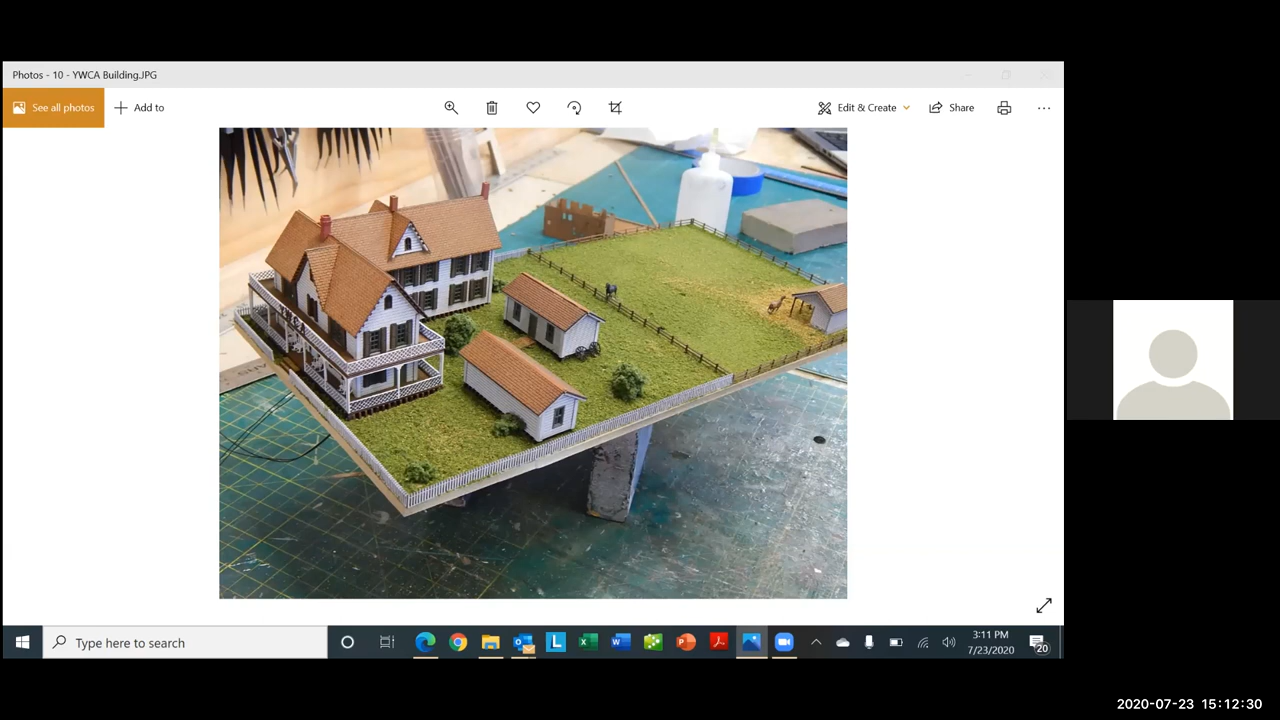 Photos - 10 - YWCA Building.JPG
See all photos
Add to
Edit & Create
Share
YWCA
Type here to search
3:11 PM
7/23/2020
20
2020-07-23 15:12:30